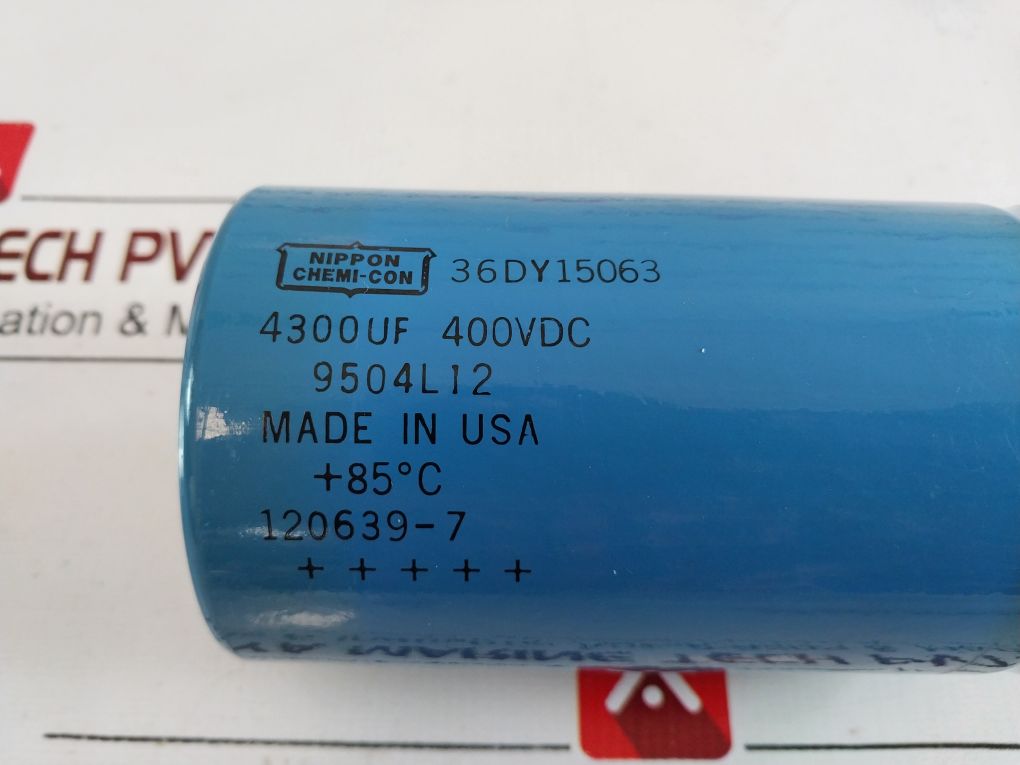 ECH PV
ation & M
NIPPON
CHEMI-CON
36DY15063
4300UF 400VDC
9504L12
MADE IN USA
+85°C
120639-7
+ + + + +